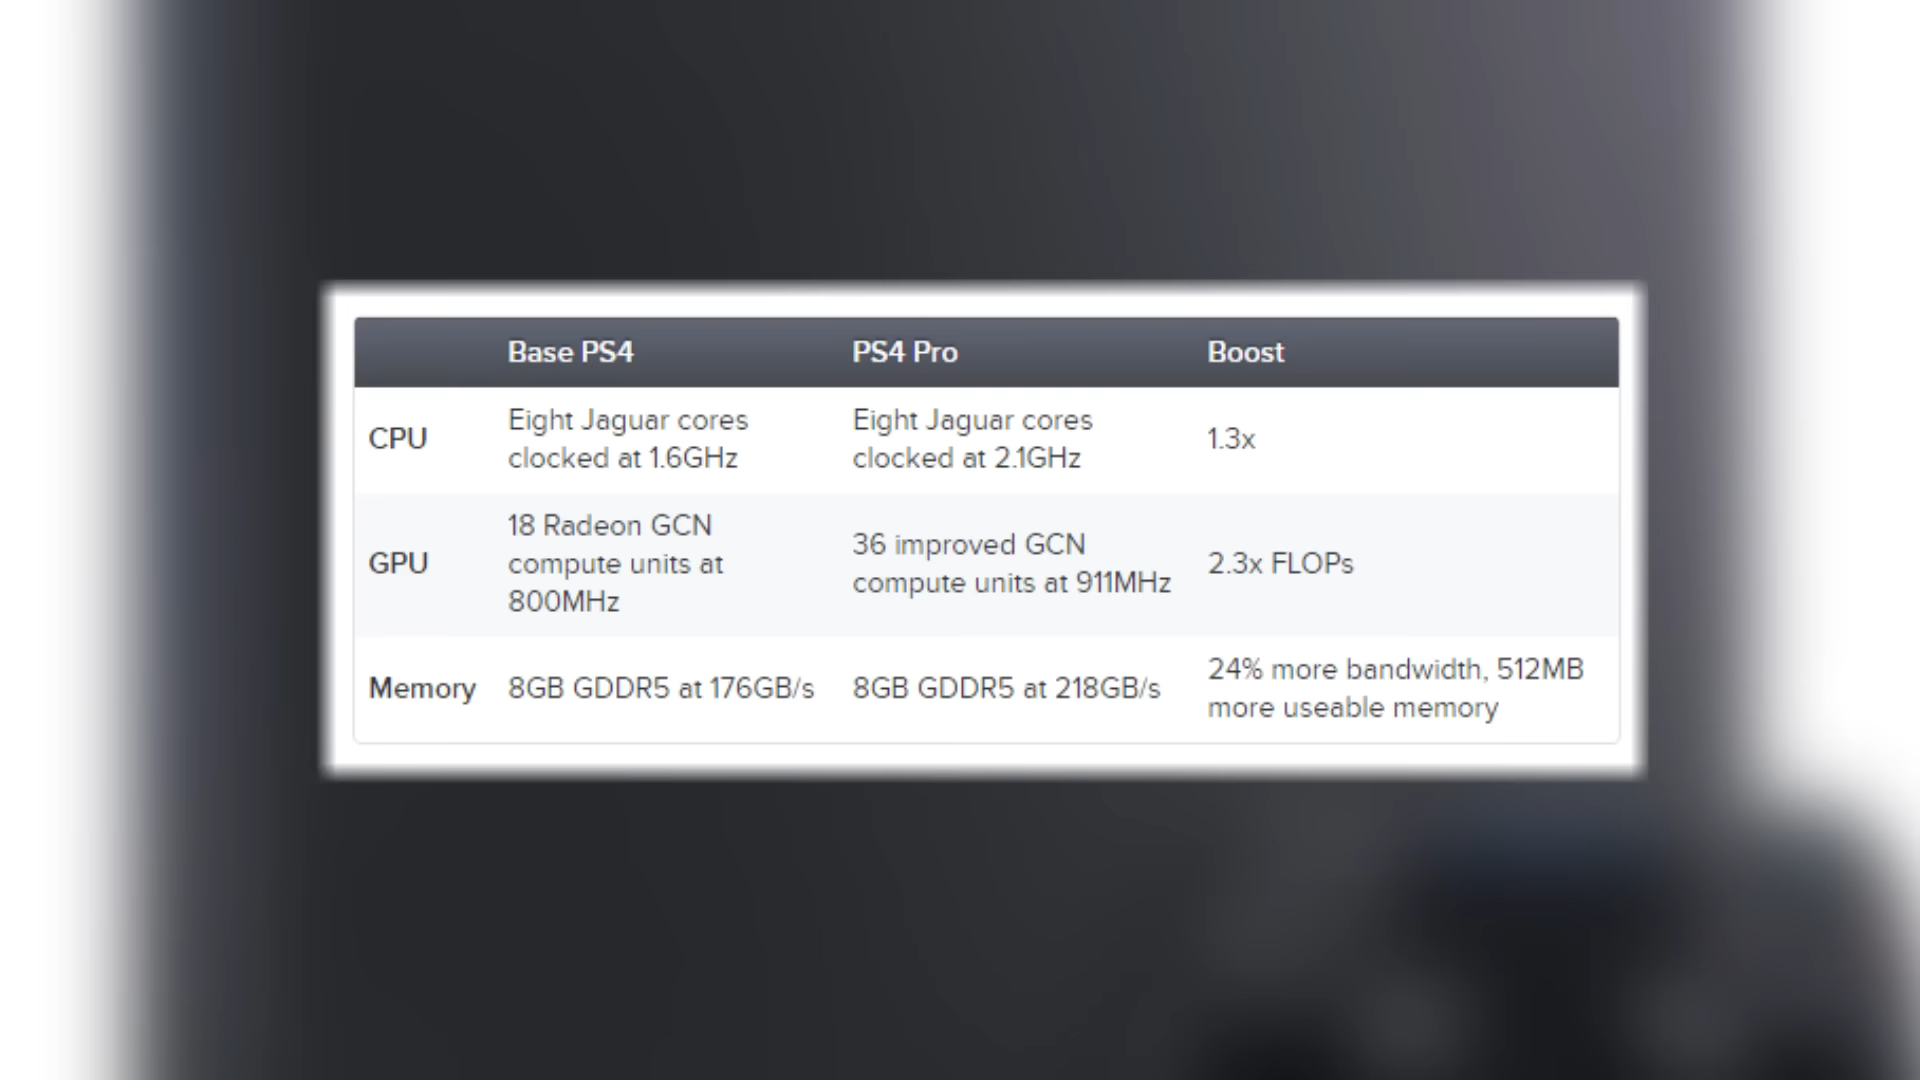 Base PS4 PS4 Pro Boost
CPU
Eight Jaguar cores
clocked at 1.6GHz
Eight Jaguar cores
clocked at 2.1GHz
1.3x
GPU
18 Radeon GCN
compute units at
800MHz
36 improved GCN
compute units at 911MHz
2.3x FLOPs
Memory
8GB GDDR5 at 176GB/s
8GB GDDR5 at 218GB/s
24% more bandwidth, 512MB
more useable memory